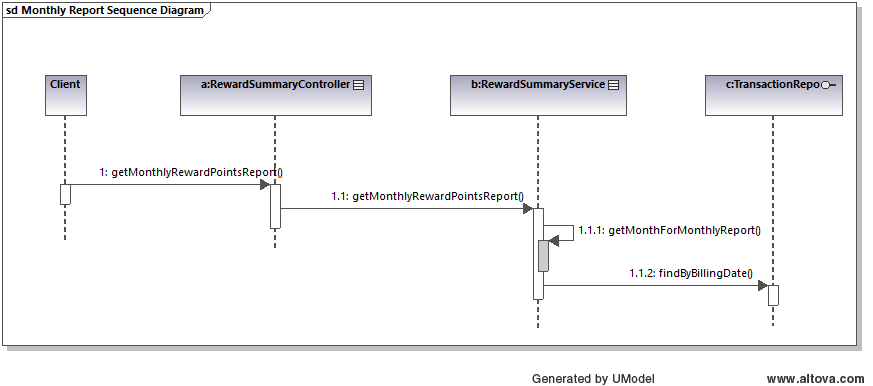 sd Monthly Report Sequence Diagram
Client
a:RewardSummaryController
b:RewardSummaryService
c:TransactionRepo
1: getMonthlyRewardPointsReport()
1.1: getMonthlyRewardPointsReport()
1.1.1: getMonthForMonthlyReport()
1.1.2: findByBillingDate()
Generated by UModel
www.altova.com